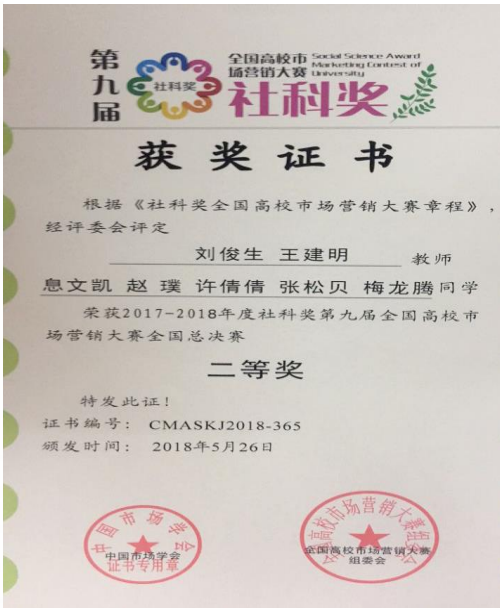 第九届
社科奖
全国高校市场营销大赛
Social Science Award
Marketing Contest of
University
社科奖
获奖证书
根据《社科奖全国高校市场营销大赛章程》，
经评委会评定
刘俊生 王建明 教师
息文凯 赵 璞 许倩倩 张松贝 梅龙腾 同学
荣获2017-2018年度社科奖第九届全国高校市
场营销大赛全国总决赛
二等奖
特发此证！
证书编号： CMASKJ2018-365
颁发时间： 2018年5月26日
中国市场学会
中国市场学会
证书专用章
全国高校市场营销大赛组委会
全国高校市场营销大赛
组委会